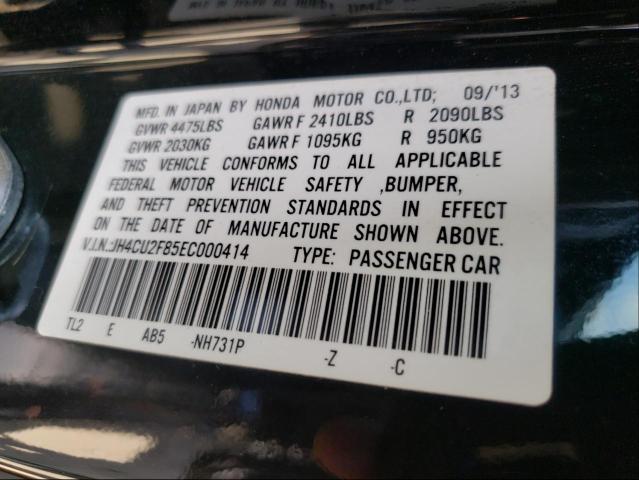 MFD. IN JAPAN BY HONDA MOTOR CO.,LTD; 09/'13
GVWR 4475LBS GAWR F 2410LBS R 2090LBS
GVWR 2030KG GAWR F 1095KG R 950KG
THIS VEHICLE CONFORMS TO ALL APPLICABLE
FEDERAL MOTOR VEHICLE SAFETY ,BUMPER,
AND THEFT PREVENTION STANDARDS IN EFFECT
ON THE DATE OF MANUFACTURE SHOWN ABOVE.
V.I.N.:JH4CU2F85EC000414 TYPE: PASSENGER CAR
TL2 E AB5 -NH731P -Z -C